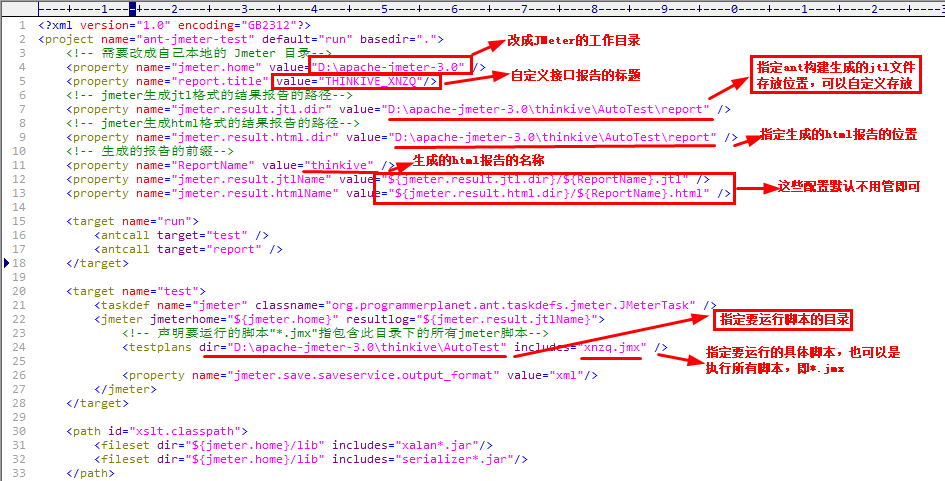 ----------1----------2----------3----------4----------5----------6----------7----------8----------9----------0----------1----------2----------3
1 <?xml version="1.0" encoding="GB2312"?>
2 <project name="ant-jmeter-test" default="run" basedir=".">
改成JMeter的工作目录
3 <!-- 需要改成自己本地的 Jmeter 目录-->
4 <property name="jmeter.home" value="D:\apache-jmeter-3.0" />
5 <property name="report.title" value="THINKIVE_XNZQ"/>
自定义接口报告的标题
指定ant构建生成的jtl文件
存放位置，可以自定义存放
6 <!-- jmeter生成jtl格式的结果报告的路径-->
7 <property name="jmeter.result.jtl.dir" value="D:\apache-jmeter-3.0\thinkive\AutoTest\report" />
8 <!-- jmeter生成html格式的结果报告的路径-->
9 <property name="jmeter.result.html.dir" value="D:\apache-jmeter-3.0\thinkive\AutoTest\report" />
指定生成的html报告的位置
10 <!-- 生成的报告的前缀-->
11 <property name="ReportName" value="thinkive" />
生成的html报告的名称
12 <property name="jmeter.result.jtlName" value="${jmeter.result.jtl.dir}/${ReportName}.jtl" />
13 <property name="jmeter.result.htmlName" value="${jmeter.result.html.dir}/${ReportName}.html" />
这些配置默认不用管即可
14
15 <target name="run">
16 <antcall target="test" />
17 <antcall target="report" />
18 </target>
19
20 <target name="test">
21 <taskdef name="jmeter" classname="org.programmerplanet.ant.taskdefs.jmeter.JMeterTask" />
22 <jmeter jmeterhome="${jmeter.home}" resultlog="${jmeter.result.jtlName}">
指定要运行脚本的目录
23 <!-- 声明要运行的脚本"*.jmx"指包含此目录下的所有jmeter脚本-->
24 <testplans dir="D:\apache-jmeter-3.0\thinkive\AutoTest" includes="xnzq.jmx" />
指定要运行的具体脚本，也可以是
执行所有脚本，即*.jmx
25
26 <property name="jmeter.save.saveservice.output_format" value="xml"/>
27 </jmeter>
28 </target>
29
30 <path id="xslt.classpath">
31 <fileset dir="${jmeter.home}/lib" includes="xalan*.jar"/>
32 <fileset dir="${jmeter.home}/lib" includes="serializer*.jar"/>
33 </path>